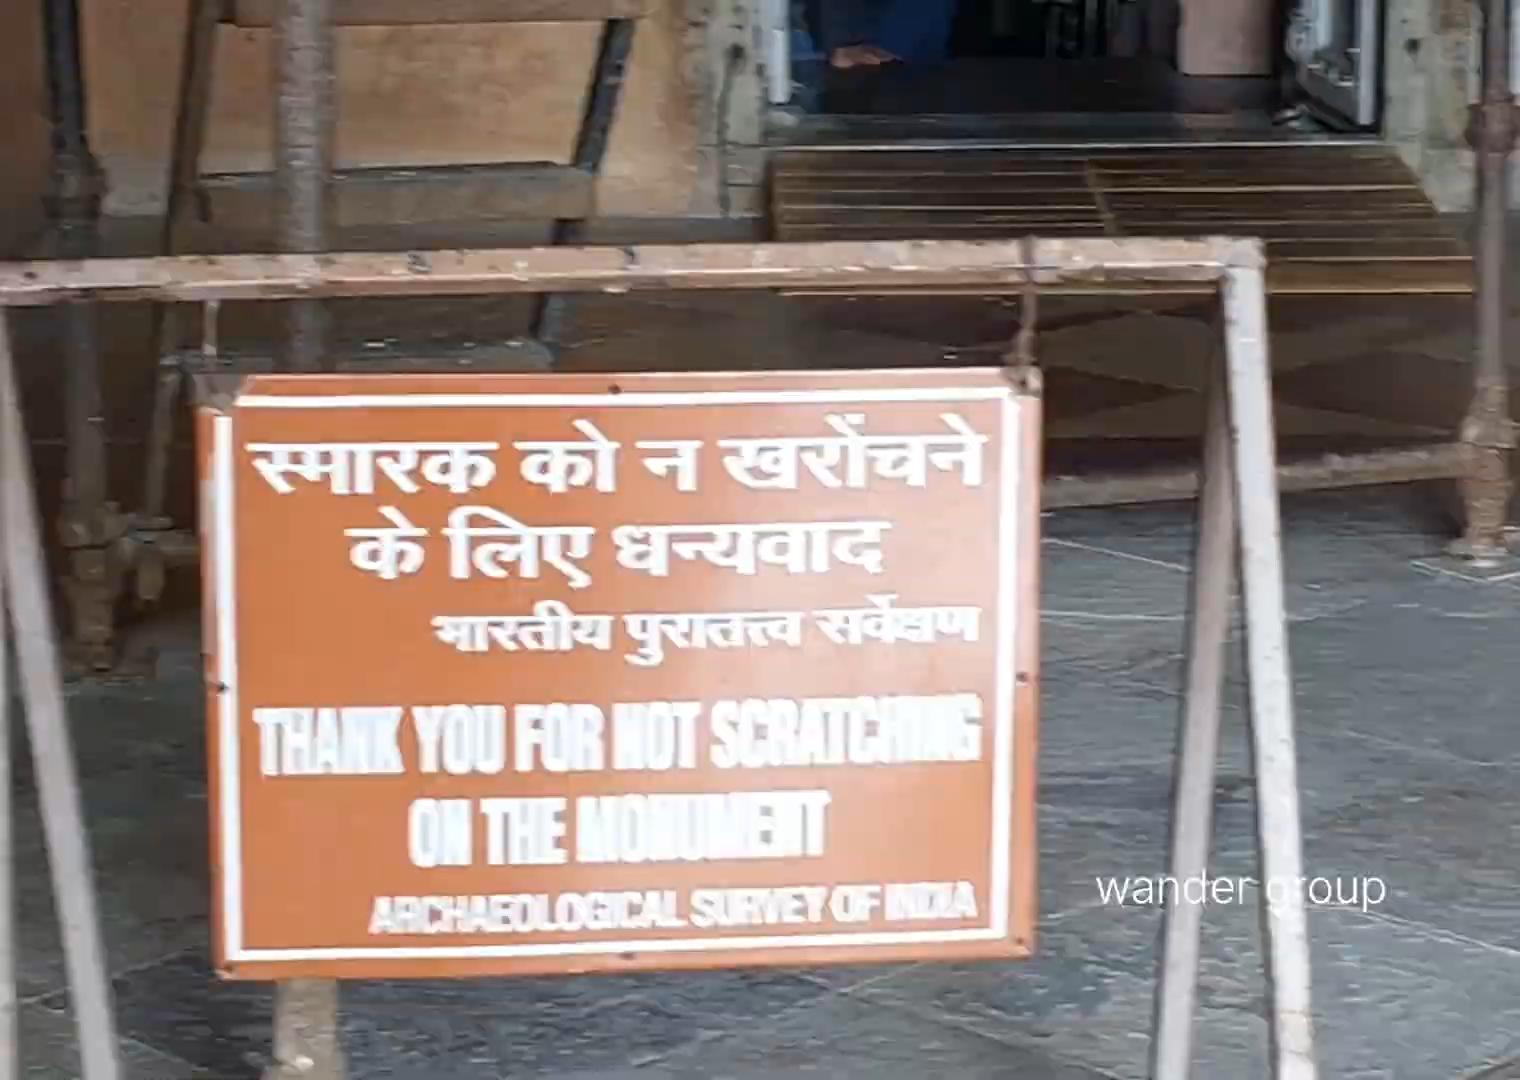 स्मारक को न खरोंचने
के लिए धन्यवाद
भारतीय पुरातत्त्व सर्वेक्षण
THANK YOU FOR NOT SCRATCHING
ON THE MONUMENT
ARCHAEOLOGICAL SURVEY OF INDIA
wander group